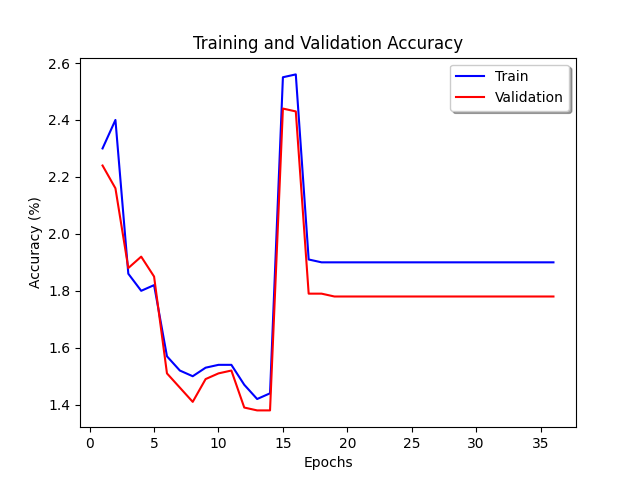 Training and Validation Accuracy
Train
Validation
Accuracy (%)
2.6
2.4
2.2
2.0
1.8
1.6
1.4
0 5 10 15 20 25 30 35
Epochs